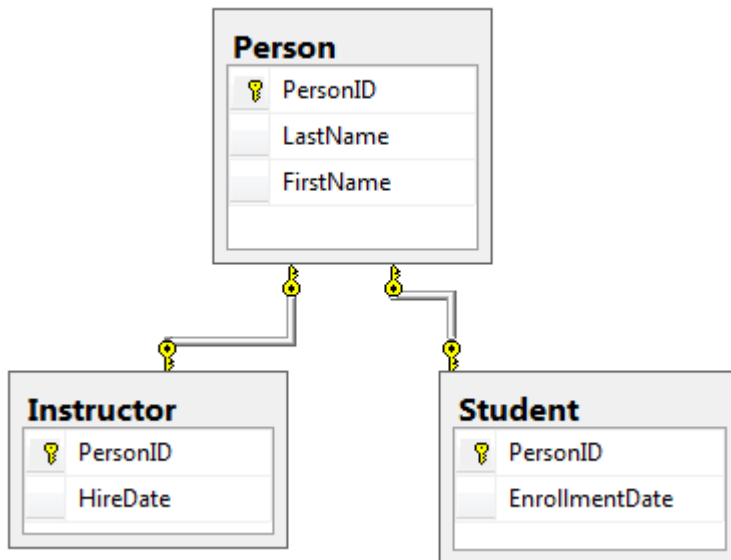 Person
PersonID
LastName
FirstName
Instructor
PersonID
HireDate
Student
PersonID
EnrollmentDate